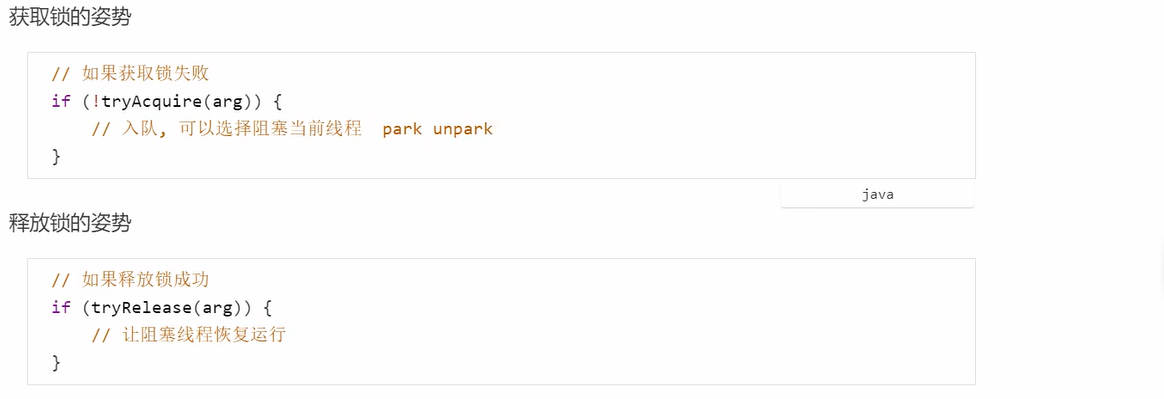 获取锁的姿势
// 如果获取锁失败
if (!tryAcquire(arg)) {
// 入队, 可以选择阻塞当前线程 park unpark
}
java
释放锁的姿势
// 如果释放锁成功
if (tryRelease(arg)) {
// 让阻塞线程恢复运行
}